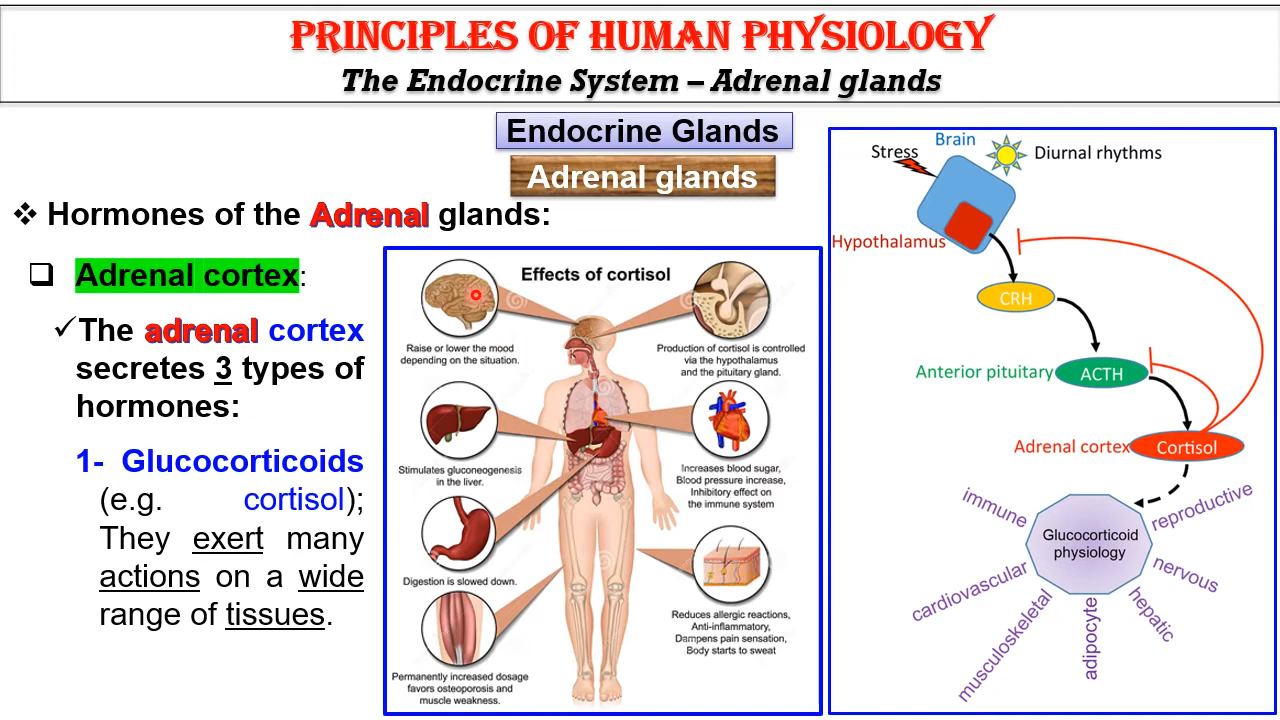 PRINCIPLES OF HUMAN PHYSIOLOGY
The Endocrine System – Adrenal glands
Endocrine Glands
Adrenal glands
❖ Hormones of the Adrenal glands:
❑ Adrenal cortex:
✓The adrenal cortex
secretes 3 types of
hormones:
1- Glucocorticoids
(e.g. cortisol);
They exert many
actions on a wide
range of tissues.
Effects of cortisol
Raise or lower the mood
depending on the situation.
Production of cortisol is controlled
via the hypothalamus
and the pituitary gland.
Stimulates gluconeogenesis
in the liver.
Increases blood sugar,
Blood pressure increase,
Inhibitory effect on
the immune system
Digestion is slowed down.
Reduces allergic reactions,
Anti-inflammatory,
Dampens pain sensation,
Body starts to sweat
Permanently increased dosage
favors osteoporosis and
muscle weakness.
Brain
Stress
Diurnal rhythms
Hypothalamus
CRH
Anterior pituitary
ACTH
Adrenal cortex
Cortisol
Glucocorticoid
physiology
immune
reproductive
cardiovascular
nervous
musculoskeletal
adipocyte
hepatic